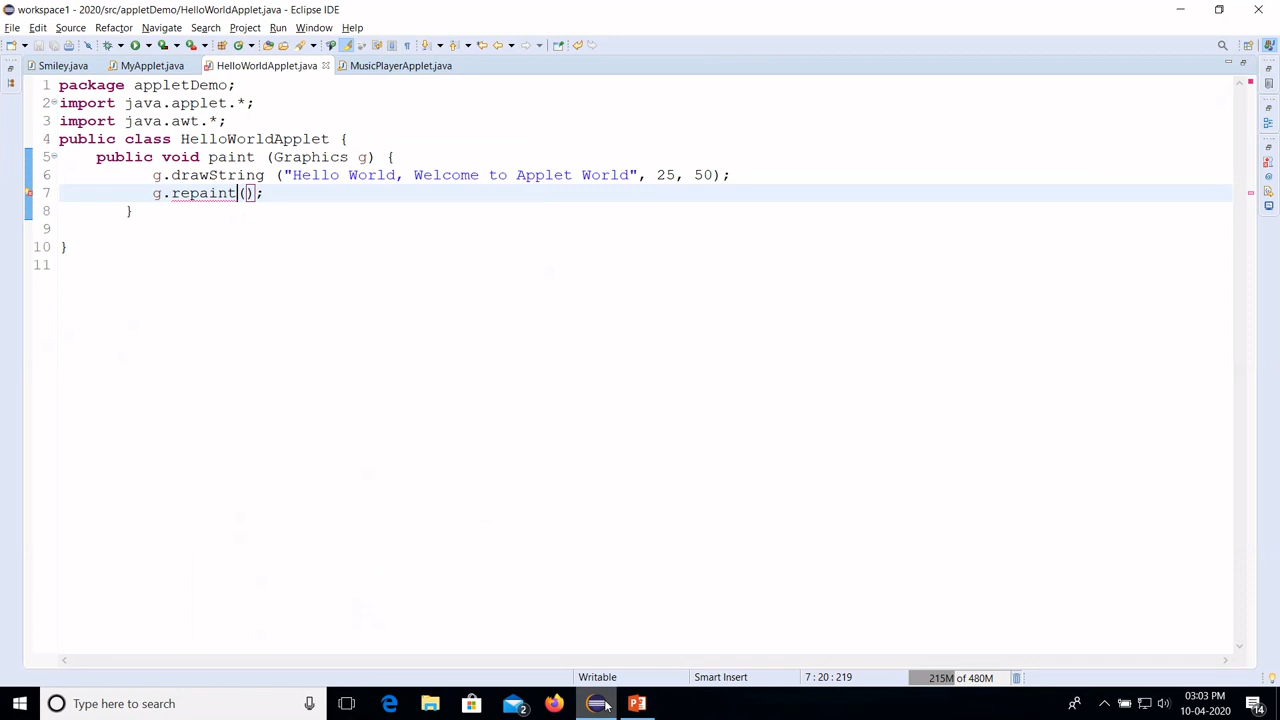 workspace1 - 2020/src/appletDemo/HelloWorldApplet.java - Eclipse IDE
File Edit Source Refactor Navigate Search Project Run Window Help
Smiley.java MyApplet.java HelloWorldApplet.java MusicPlayerApplet.java
1 package appletDemo;
2 import java.applet.*;
3 import java.awt.*;
4 public class HelloWorldApplet {
5 public void paint (Graphics g) {
6 g.drawString ("Hello World, Welcome to Applet World", 25, 50);
7 g.repaint();
8 }
9
10 }
11
Writable Smart Insert 7 : 20 : 219 215M of 480M
Type here to search
2
03:03 PM
10-04-2020
14